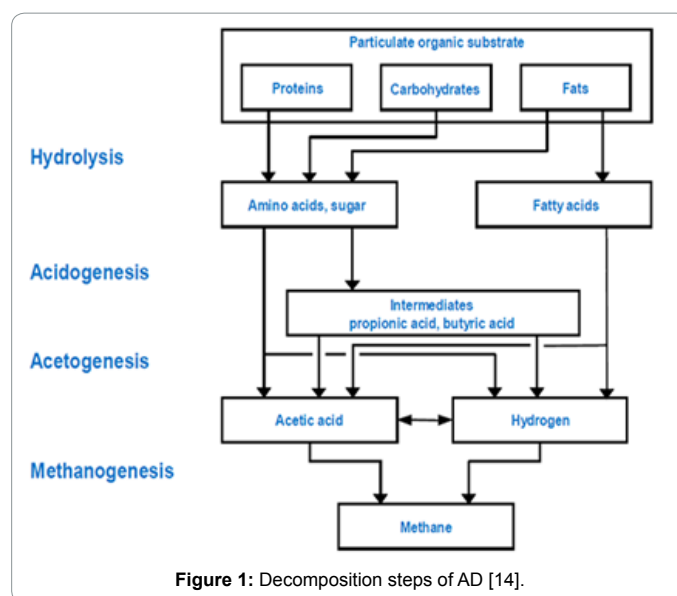 Particulate organic substrate
Proteins
Carbohydrates
Fats
Hydrolysis
Amino acids, sugar
Fatty acids
Acidogenesis
Intermediates
propionic acid, butyric acid
Acetogenesis
Acetic acid
Hydrogen
Methanogenesis
Methane
Figure 1: Decomposition steps of AD [14].